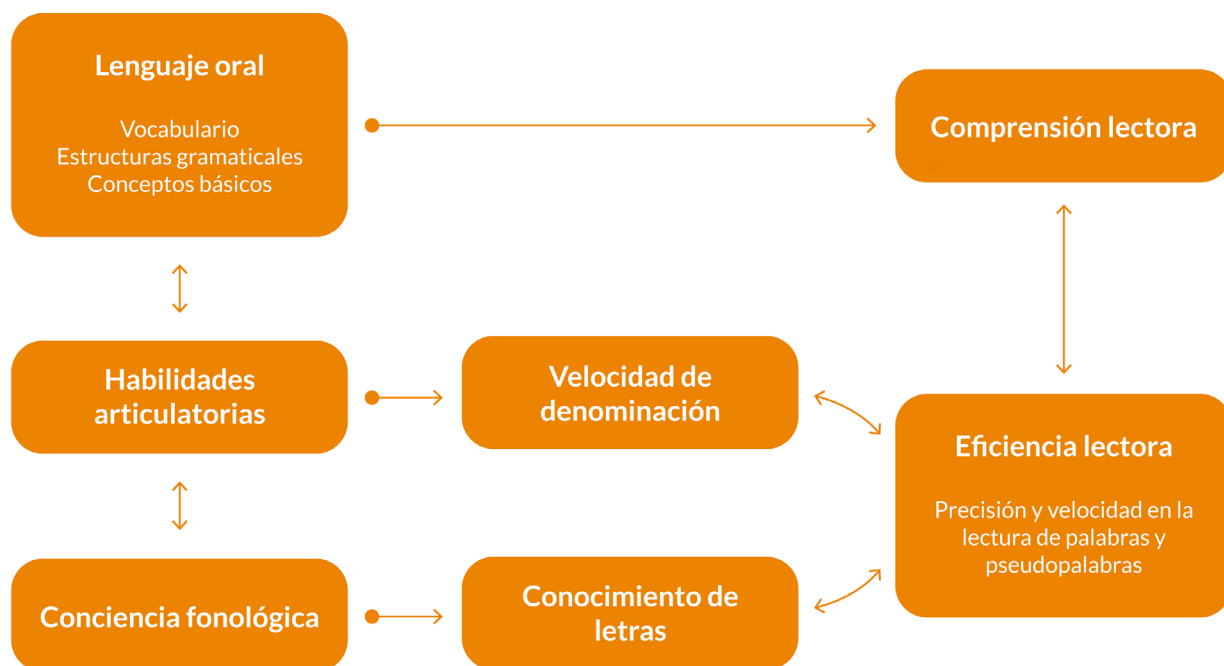 Lenguaje oral
Vocabulario
Estructuras gramaticales
Conceptos básicos
Comprensión lectora
Habilidades
articulatorias
Velocidad de
denominación
Eficiencia lectora
Precisión y velocidad en la
lectura de palabras y
pseudopalabras
Conciencia fonológica
Conocimiento de
letras